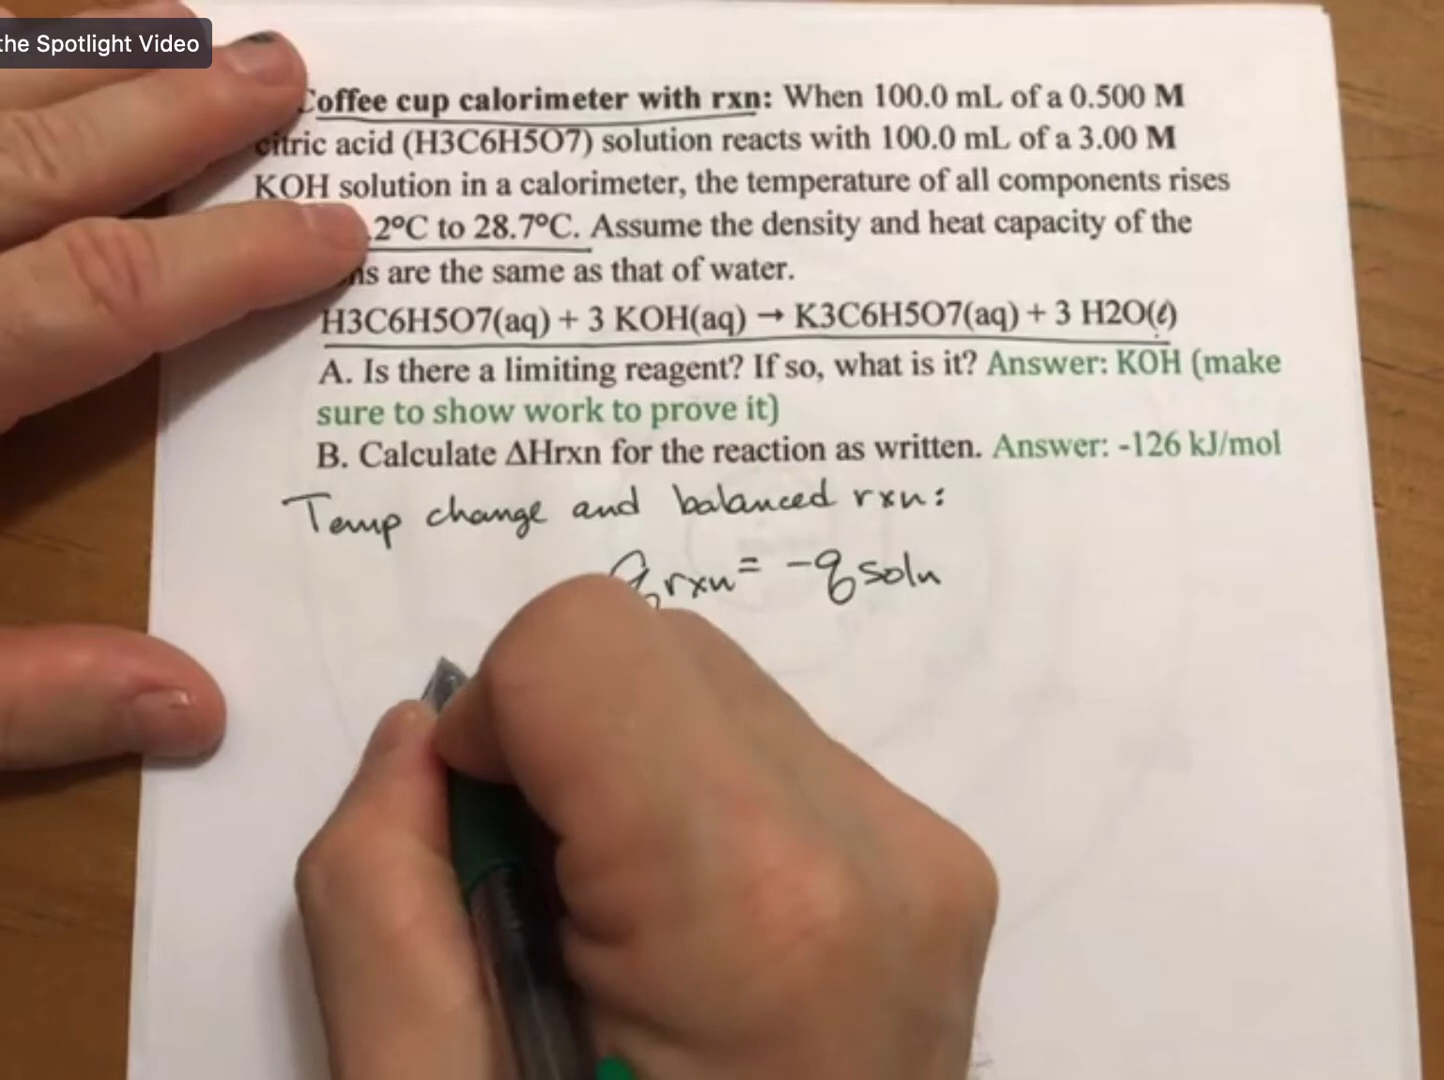 the Spotlight Video
offee cup calorimeter with rxn: When 100.0 mL of a 0.500 M
citric acid (H3C6H5O7) solution reacts with 100.0 mL of a 3.00 M
KOH solution in a calorimeter, the temperature of all components rises
.2°C to 28.7°C. Assume the density and heat capacity of the
ns are the same as that of water.
H3C6H5O7(aq) + 3 KOH(aq) → K3C6H5O7(aq) + 3 H2O(ℓ)
A. Is there a limiting reagent? If so, what is it? Answer: KOH (make
sure to show work to prove it)
B. Calculate ΔHrxn for the reaction as written. Answer: -126 kJ/mol
Temp change and balanced rxn:
q rxn = -q soln